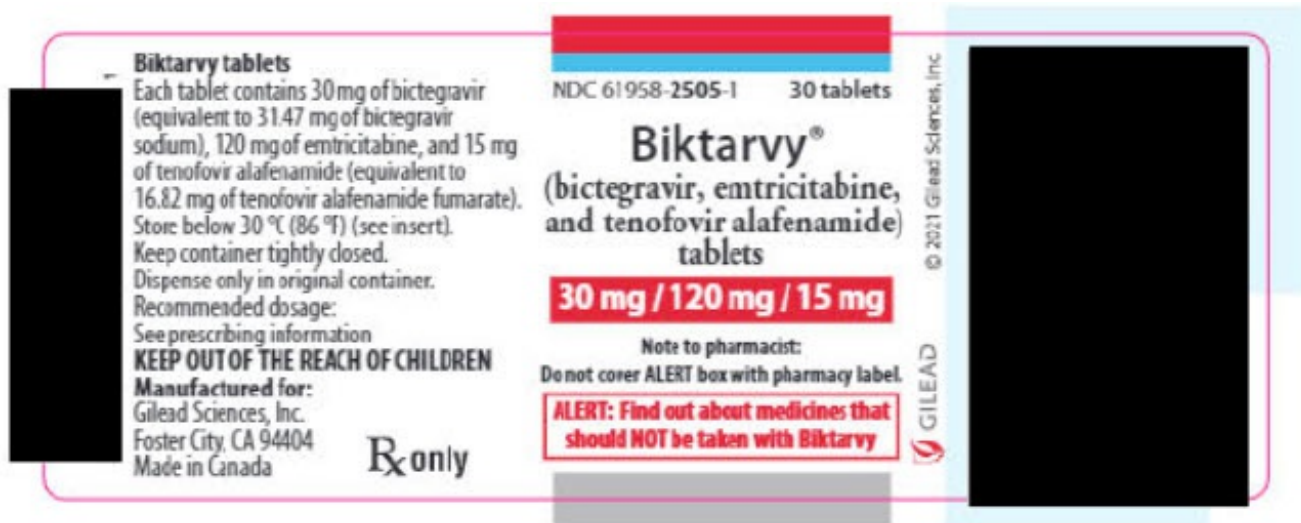 Biktarvy tablets
Each tablet contains 30 mg of bictegravir
(equivalent to 31.47 mg of bictegravir
sodium), 120 mg of emtricitabine, and 15 mg
of tenofovir alafenamide (equivalent to
16.82 mg of tenofovir alafenamide fumarate).
Store below 30 °C (86 °F) (see insert).
Keep container tightly closed.
Dispense only in original container.
Recommended dosage:
See prescribing information
KEEP OUT OF THE REACH OF CHILDREN
Manufactured for:
Gilead Sciences, Inc.
Foster City, CA 94404
Made in Canada
Rx only
NDC 61958-2505-1 30 tablets
Biktarvy®
(bictegravir, emtricitabine,
and tenofovir alafenamide)
tablets
30 mg / 120 mg / 15 mg
Note to pharmacist:
Do not cover ALERT box with pharmacy label.
ALERT: Find out about medicines that
should NOT be taken with Biktarvy
© 2021 Gilead Sciences, Inc
GILEAD